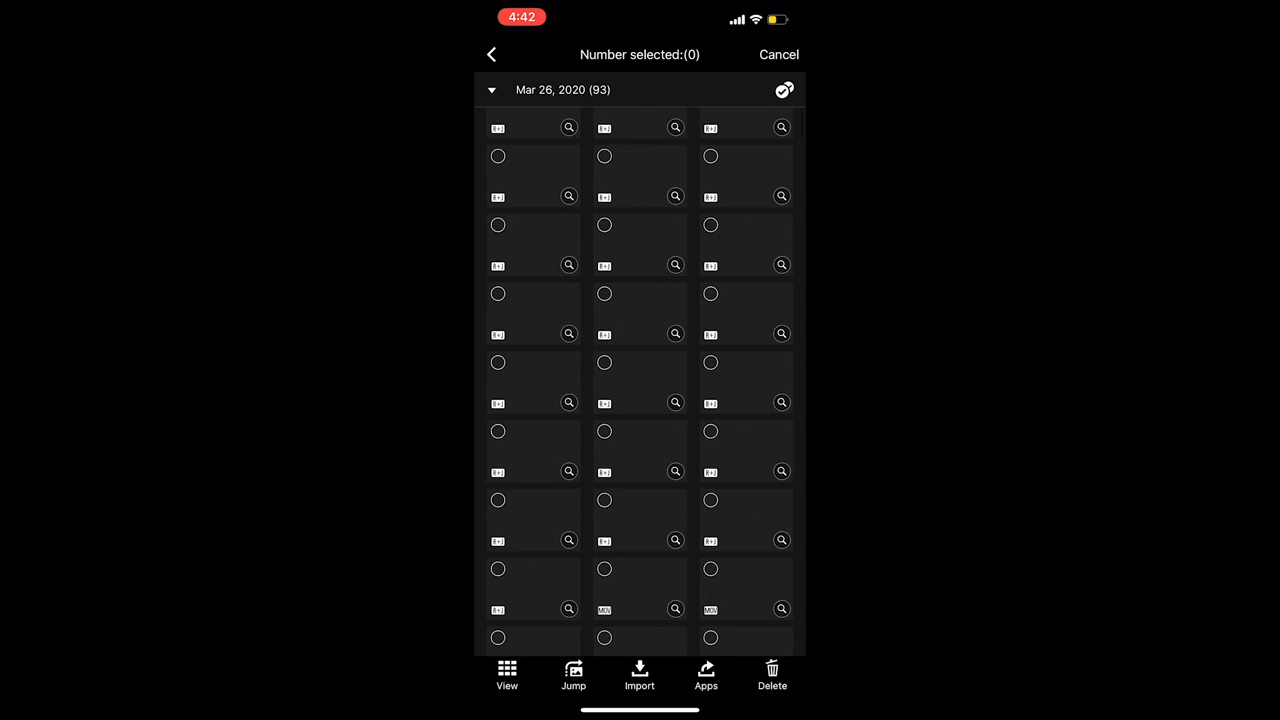 4:42
Number selected:(0)
Cancel
Mar 26, 2020 (93)
R+J R+J R+J
R+J R+J R+J
R+J R+J R+J
R+J R+J R+J
R+J R+J R+J
R+J R+J R+J
R+J R+J R+J
R+J MOV MOV
View
Jump
Import
Apps
Delete